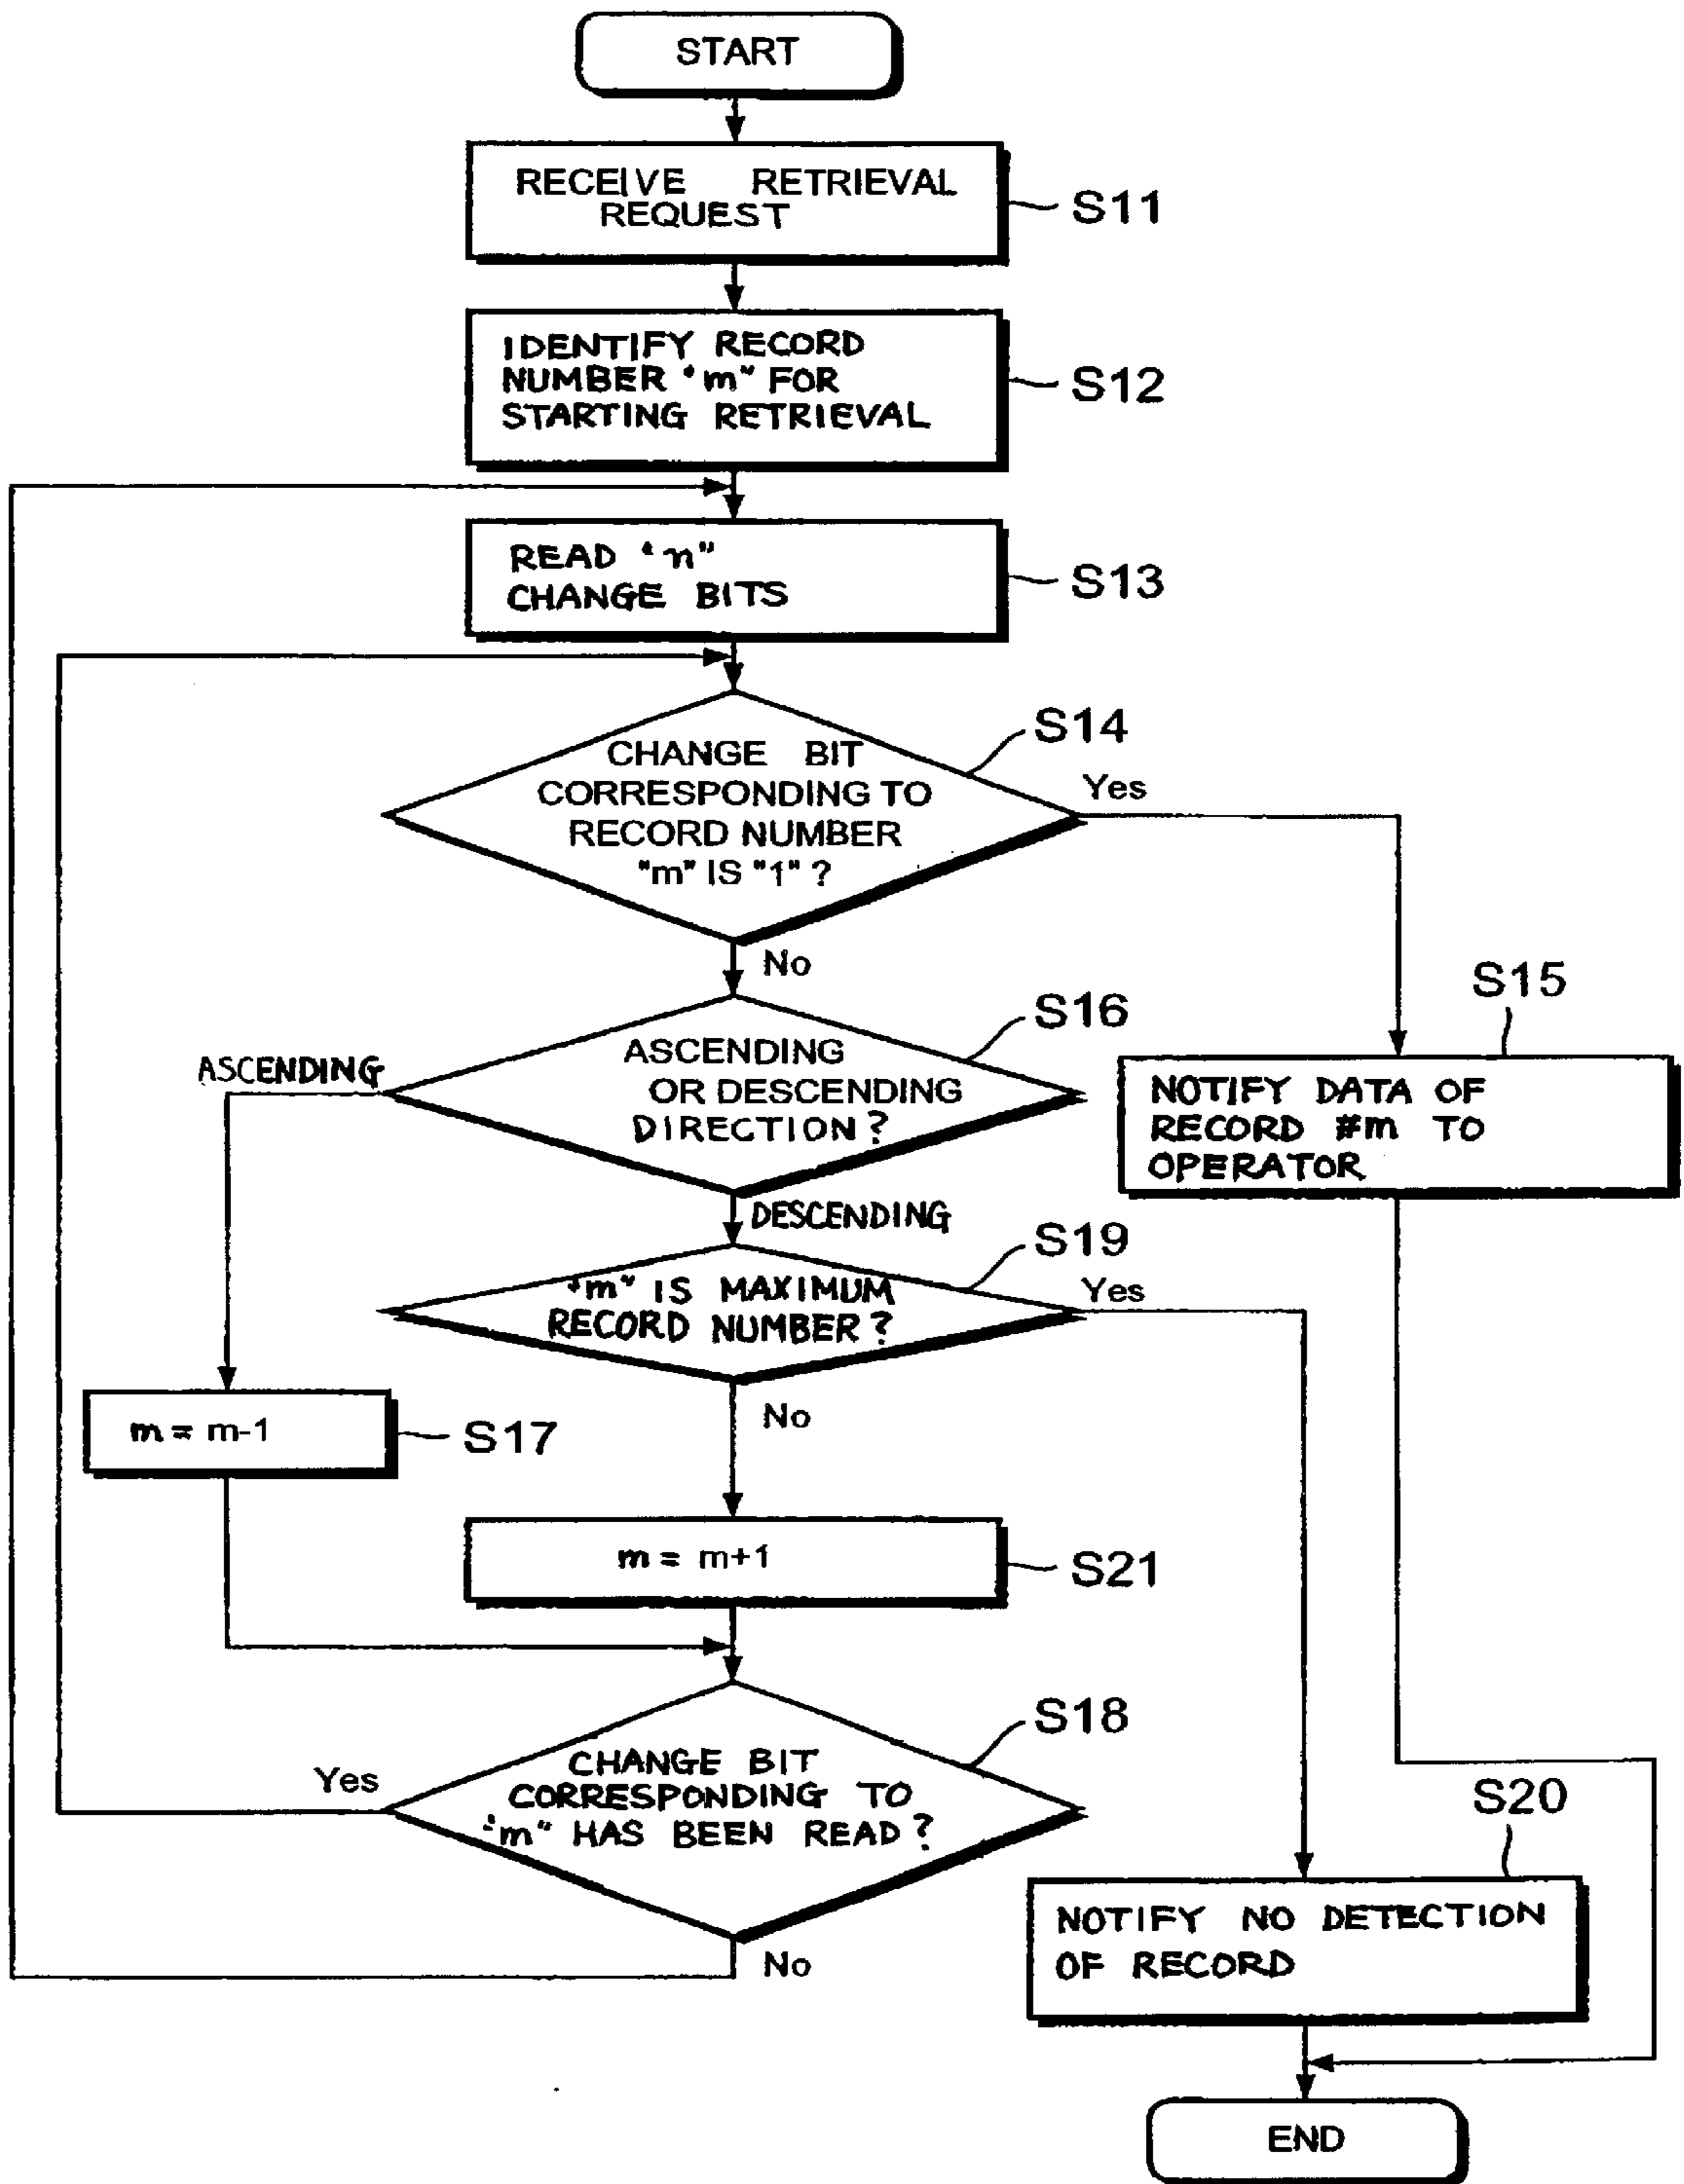 START
RECEIVE RETRIEVAL
REQUEST
S11
IDENTIFY RECORD
NUMBER "m" FOR
STARTING RETRIEVAL
S12
READ "n"
CHANGE BITS
S13
S14
CHANGE BIT
CORRESPONDING TO
RECORD NUMBER
"m" IS "1" ?
Yes
No
S15
NOTIFY DATA OF
RECORD #m TO
OPERATOR
S16
ASCENDING
OR DESCENDING
DIRECTION?
ASCENDING
DESCENDING
S19
"m" IS MAXIMUM
RECORD NUMBER?
Yes
No
m = m-1
S17
m = m+1
S21
S18
CHANGE BIT
CORRESPONDING TO
"m" HAS BEEN READ?
Yes
No
S20
NOTIFY NO DETECTION
OF RECORD
END